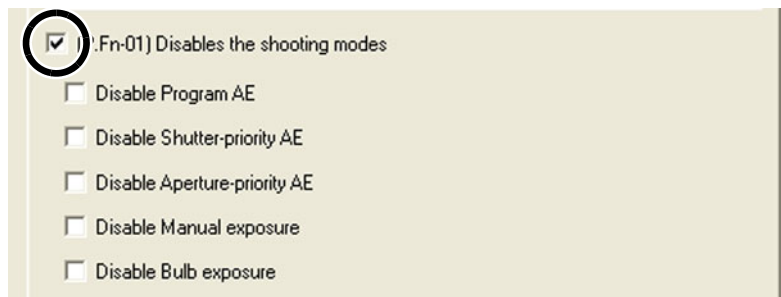 .Fn-01) Disables the shooting modes
Disable Program AE
Disable Shutter-priority AE
Disable Aperture-priority AE
Disable Manual exposure
Disable Bulb exposure